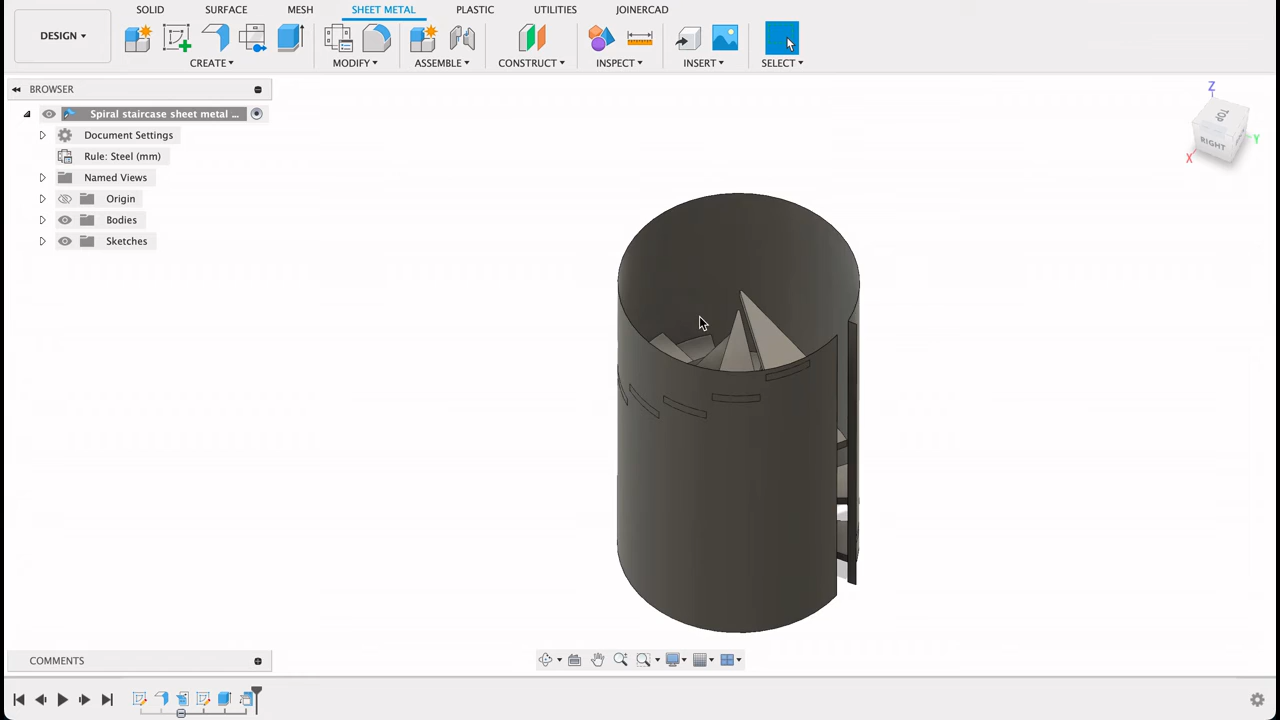 SOLID SURFACE MESH SHEET METAL PLASTIC UTILITIES JOINERCAD
DESIGN
CREATE MODIFY ASSEMBLE CONSTRUCT INSPECT INSERT SELECT
BROWSER
Spiral staircase sheet metal ...
Document Settings
Rule: Steel (mm)
Named Views
Origin
Bodies
Sketches
Z
TOP
RIGHT
Y
X
COMMENTS